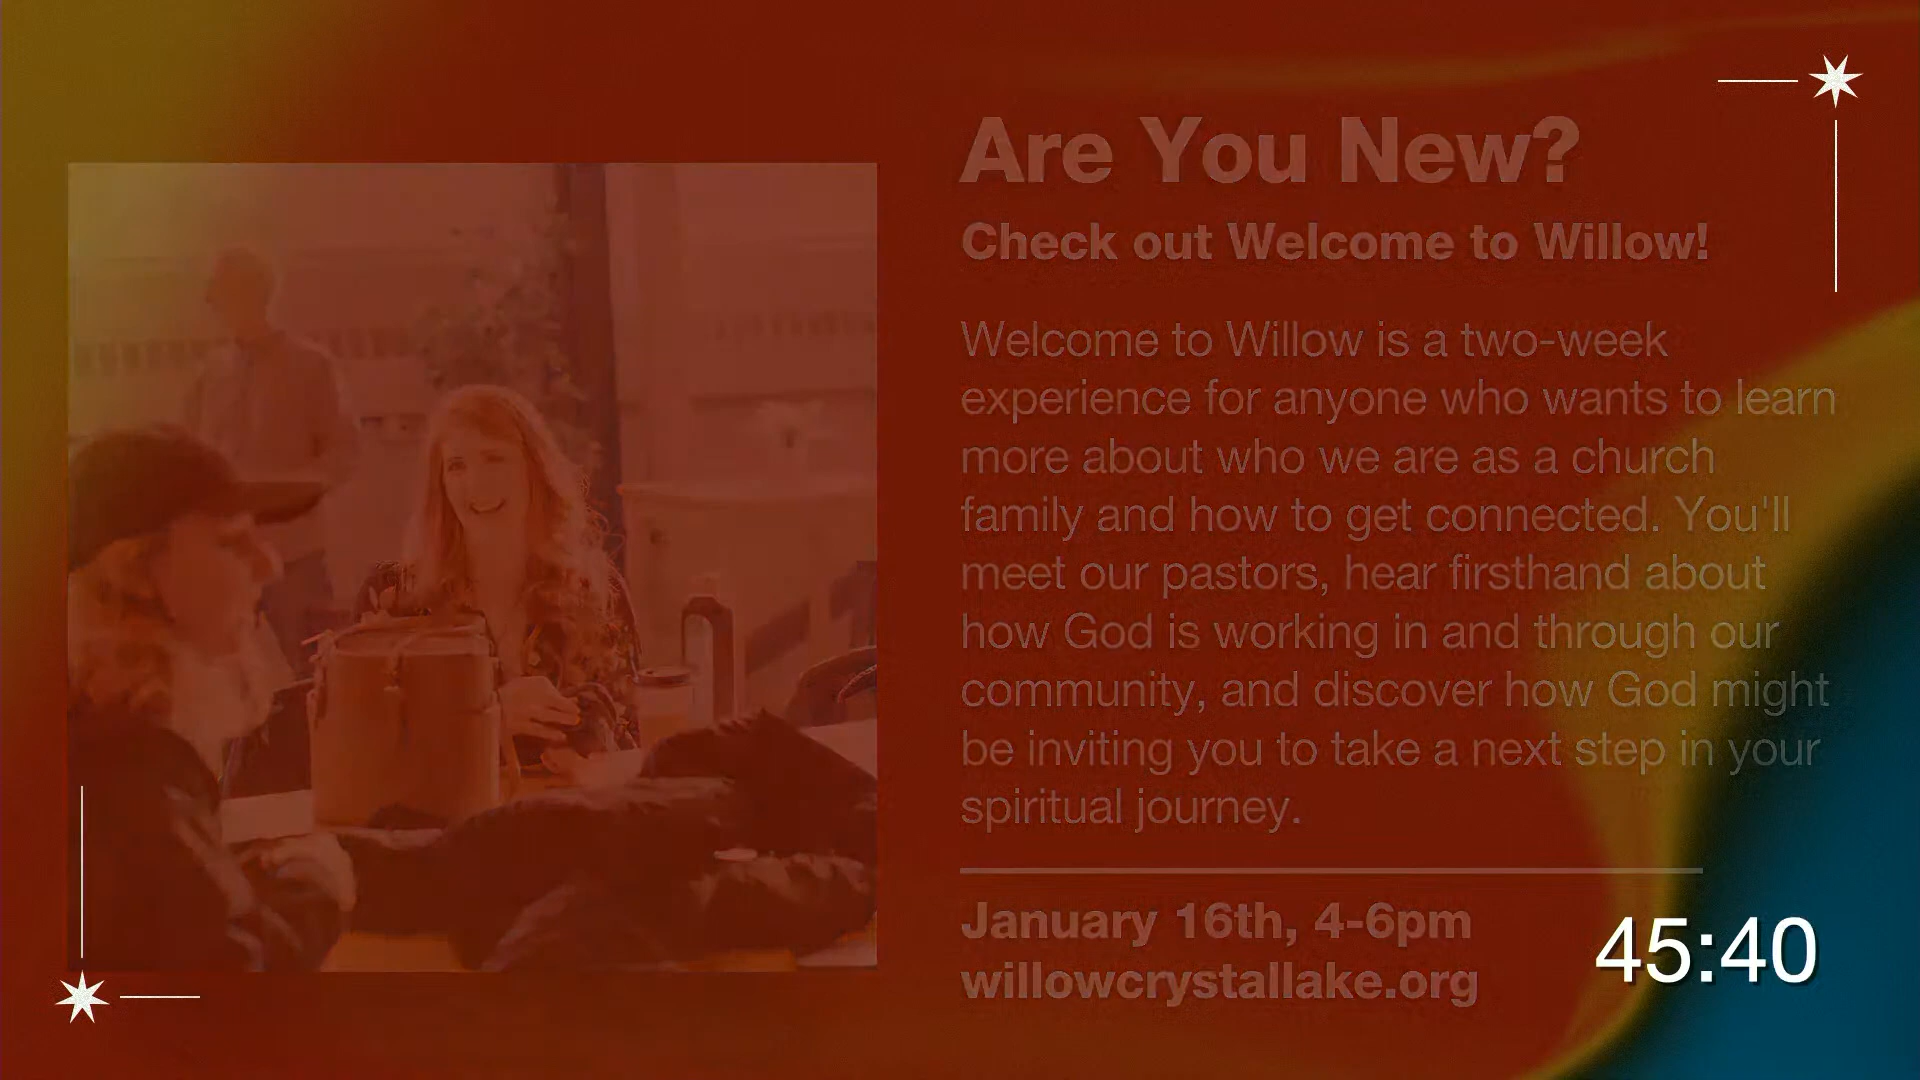 Are You New?
Check out Welcome to Willow!
Welcome to Willow is a two-week
experience for anyone who wants to learn
more about who we are as a church
family and how to get connected. You'll
meet our pastors, hear firsthand about
how God is working in and through our
community, and discover how God might
be inviting you to take a next step in your
spiritual journey.
January 16th, 4-6pm
willowcrystallake.org
45:40